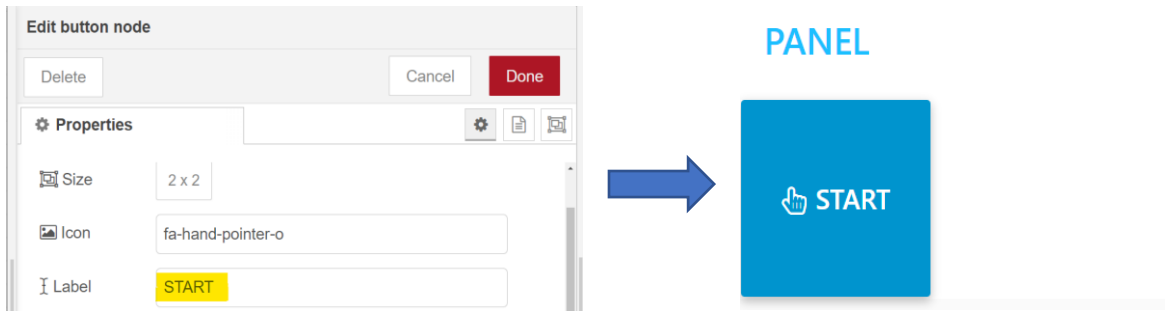 Edit button node
Delete
Cancel
Done
Properties
Size
2 x 2
Icon
fa-hand-pointer-o
Label
START
PANEL
START